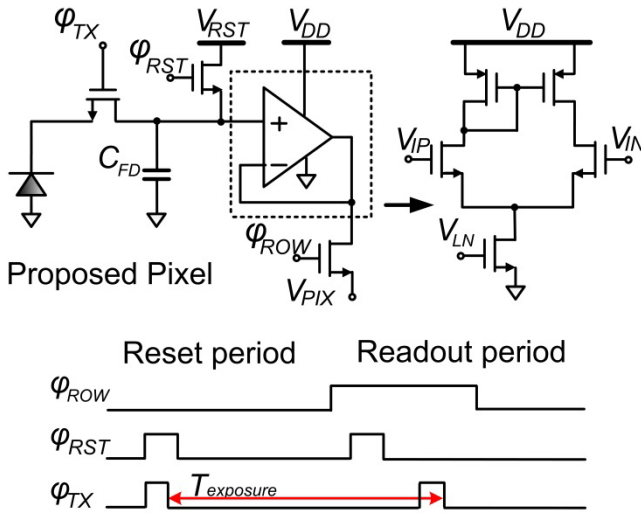 φTX
VRST
VDD
φRST
+
−
CFD
φROW
VPIX
Proposed Pixel
VDD
VIP
VIN
VLN
Reset period
Readout period
φROW
φRST
φTX
Texposure